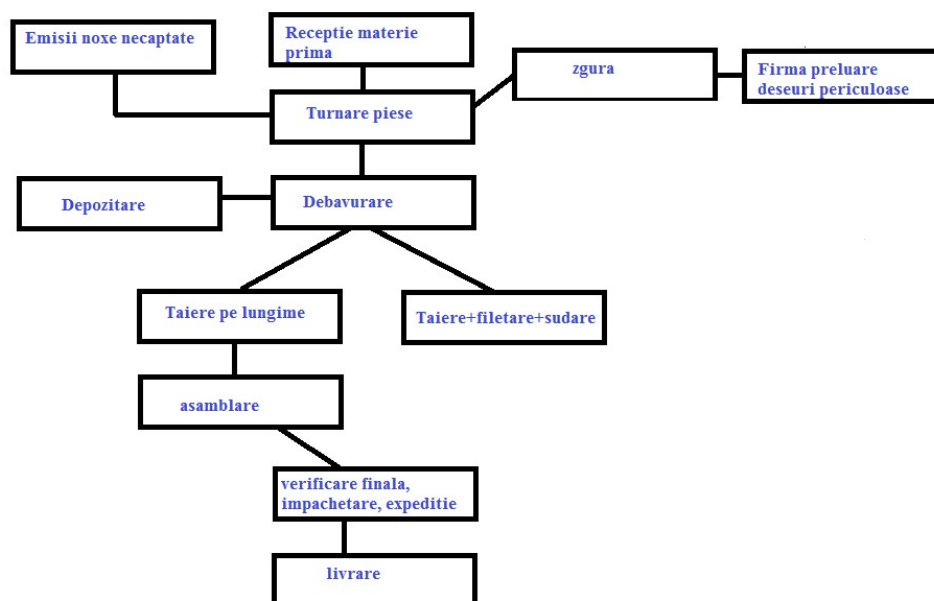 Emisii noxe necaptate
Receptie materie
prima
zgura
Firma preluare
deseuri periculoase
Turnare piese
Depozitare
Debavurare
Taiere pe lungime
Taiere+filetare+sudare
asamblare
verificare finala,
impachetare, expeditie
livrare